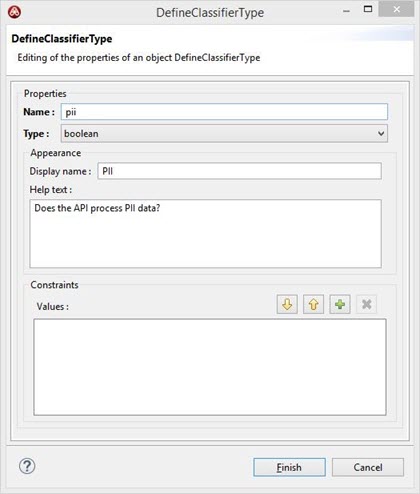 DefineClassifierType
DefineClassifierType
Editing of the properties of an object DefineClassifierType
Properties
Name : pii
Type : boolean
Appearance
Display name : PII
Help text :
Does the API process PII data?
Constraints
Values :
Finish Cancel